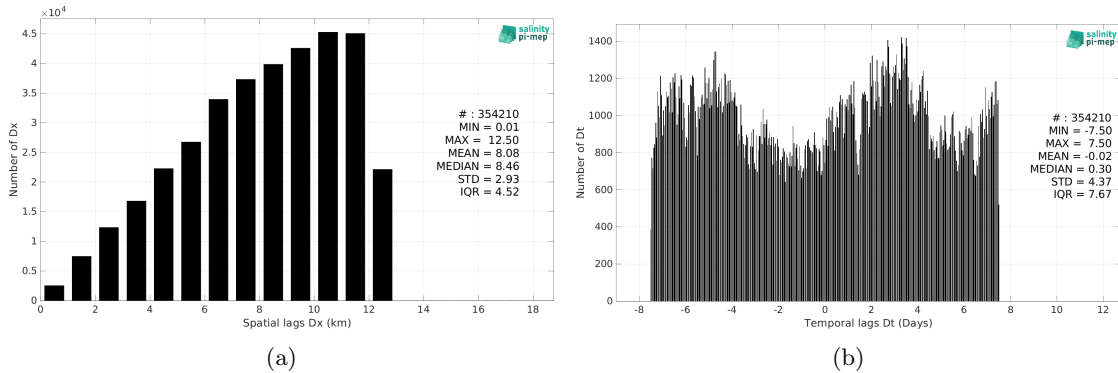 ×10⁴
4.5
4
3.5
3
2.5
2
1.5
1
0.5
0
Number of Dx
0 2 4 6 8 10 12 14 16 18
Spatial lags Dx (km)
salinity
pi-mep
# : 354210
MIN = 0.01
MAX = 12.50
MEAN = 8.08
MEDIAN = 8.46
STD = 2.93
IQR = 4.52
(a)
1400
1200
1000
800
600
400
200
0
Number of Dt
-8 -6 -4 -2 0 2 4 6 8 10 12
Temporal lags Dt (Days)
salinity
pi-mep
# : 354210
MIN = -7.50
MAX = 7.50
MEAN = -0.02
MEDIAN = 0.30
STD = 4.37
IQR = 7.67
(b)